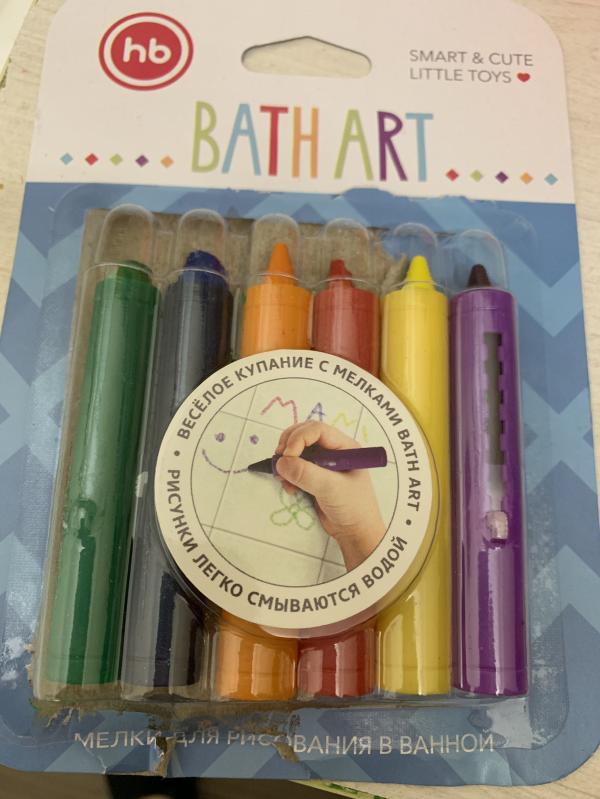 hb
SMART & CUTE
LITTLE TOYS
BATH ART
ВЕСЁЛОЕ КУПАНИЕ С МЕЛКАМИ BATH ART
РИСУНКИ ЛЕГКО СМЫВАЮТСЯ ВОДОЙ
МАМ
МЕЛКИ ДЛЯ РИСОВАНИЯ В ВАННОЙ